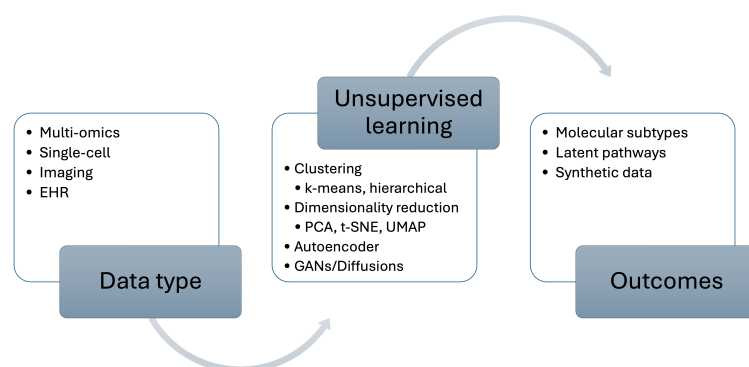 • Multi-omics
• Single-cell
• Imaging
• EHR
Data type
Unsupervised
learning
• Clustering
• k-means, hierarchical
• Dimensionality reduction
• PCA, t-SNE, UMAP
• Autoencoder
• GANs/Diffusions
• Molecular subtypes
• Latent pathways
• Synthetic data
Outcomes